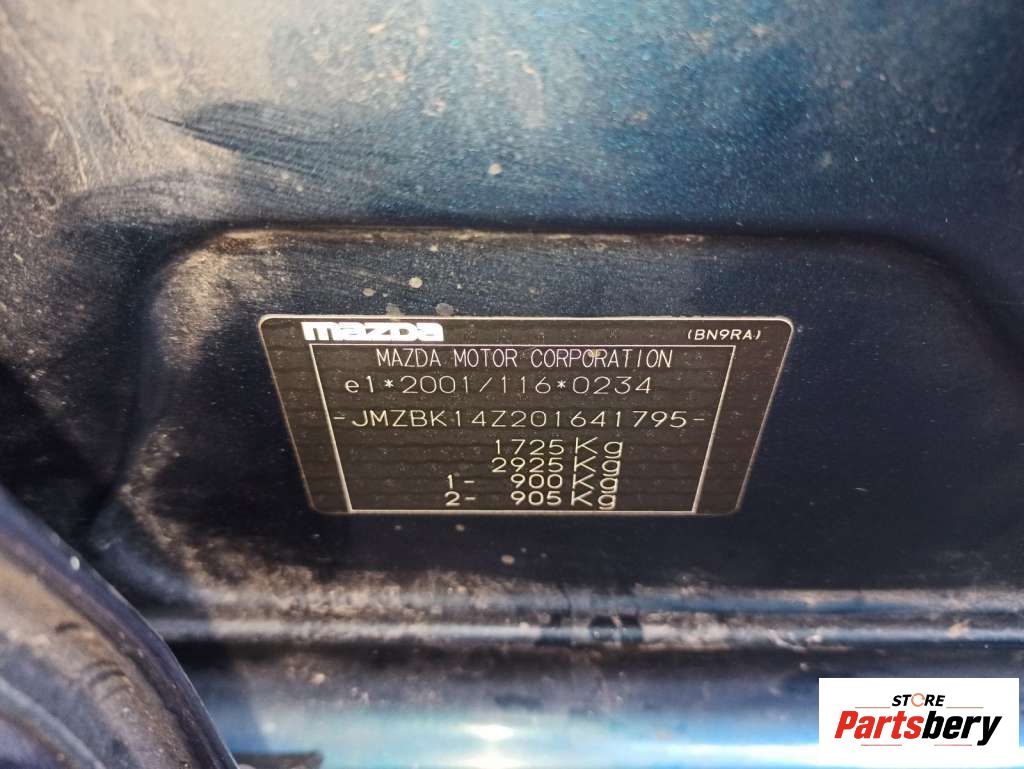 mazda (BN9RA)
MAZDA MOTOR CORPORATION
e1*2001/116*0234
-JMZBK14Z201641795-
1725Kg
2925Kg
1- 900Kg
2- 905Kg
STORE
Partsbery